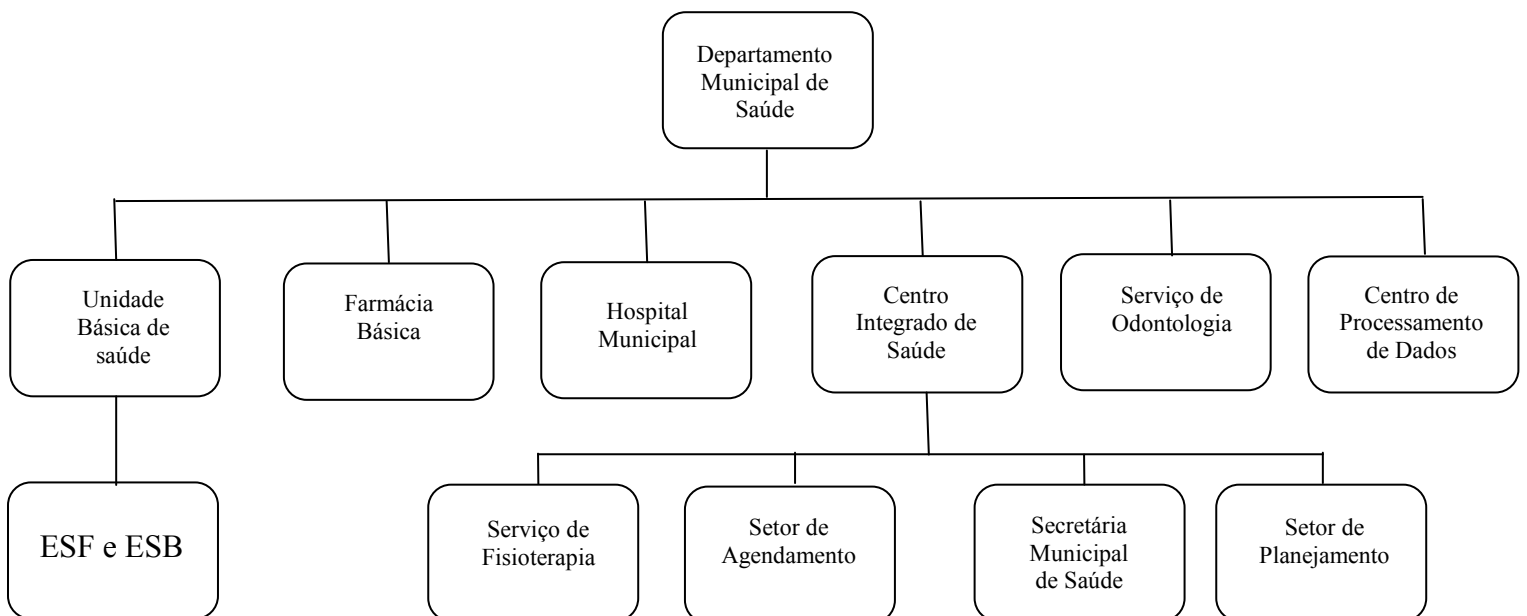 Departamento
Municipal de
Saúde
Unidade
Básica de
saúde
Farmácia
Básica
Hospital
Municipal
Centro
Integrado de
Saúde
Serviço de
Odontologia
Centro de
Processamento
de Dados
ESF e ESB
Serviço de
Fisioterapia
Setor de
Agendamento
Secretária
Municipal
de Saúde
Setor de
Planejamento